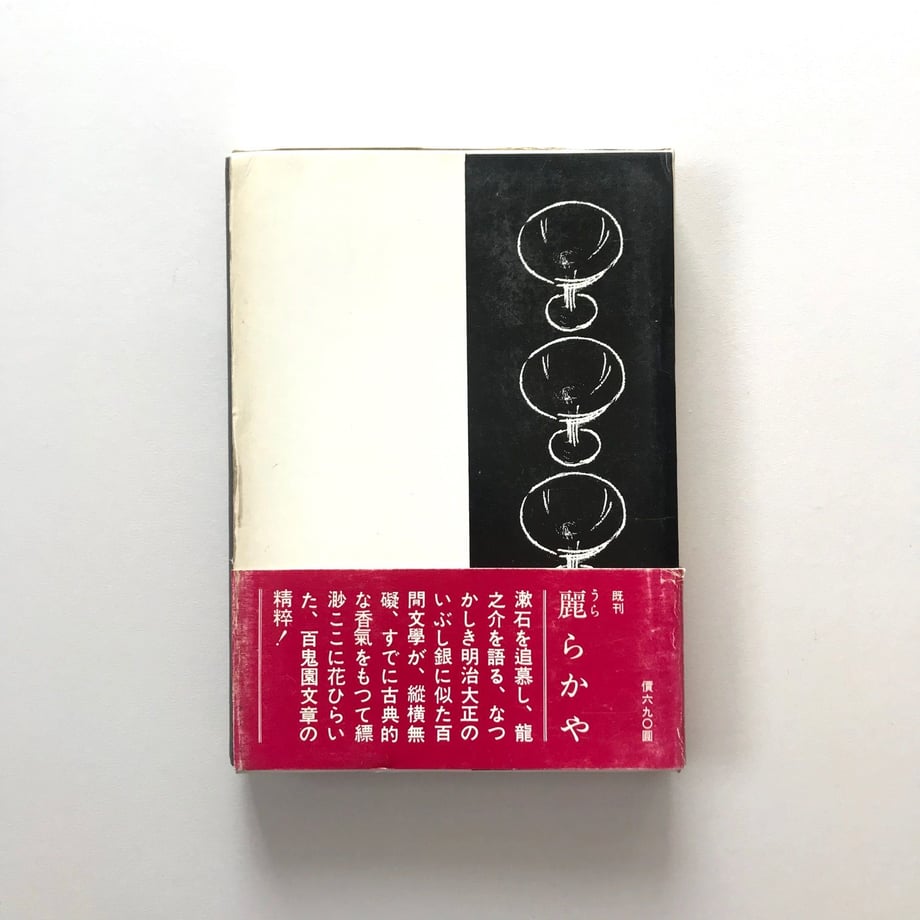 既刊
麗らかや
うら
漱石を追慕し、龍
之介を語る、なつ
かしき明治大正の
いぶし銀に似た百
間文學が、縱横無
礙、すでに古典的
な香氣をもつて縹
渺ここに花ひらい
た、百鬼園文章の
精粹！
價六九〇圓